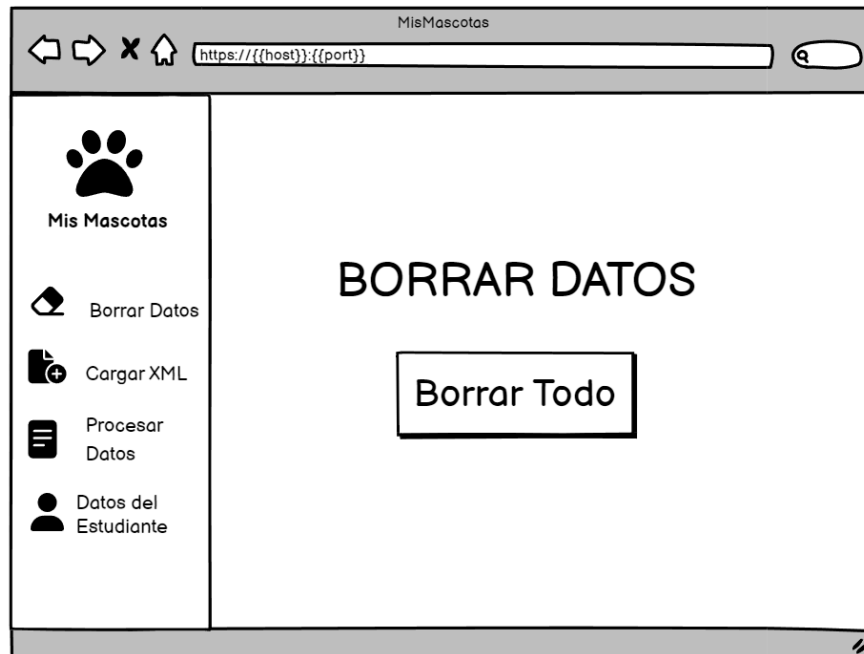 MisMascotas
https://{{host}}:{{port}}
Mis Mascotas
Borrar Datos
Cargar XML
Procesar
Datos
Datos del
Estudiante
BORRAR DATOS
Borrar Todo